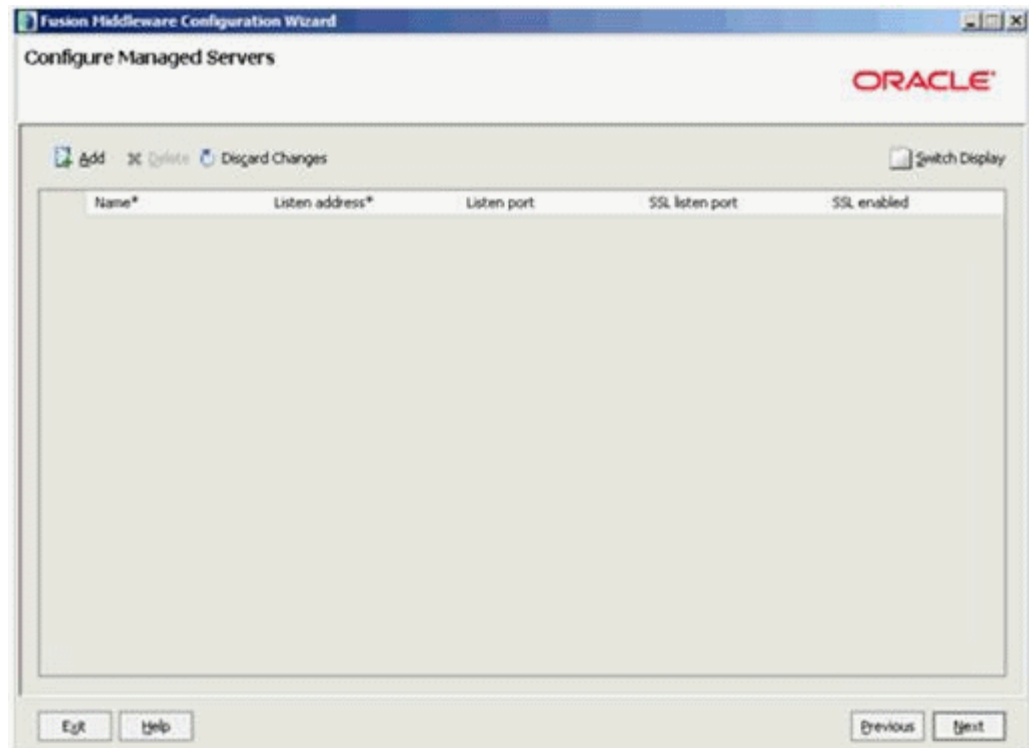 Fusion Middleware Configuration Wizard
Configure Managed Servers
ORACLE
Add Delete Discard Changes Switch Display
Name* Listen address* Listen port SSL listen port SSL enabled
Exit Help Previous Next